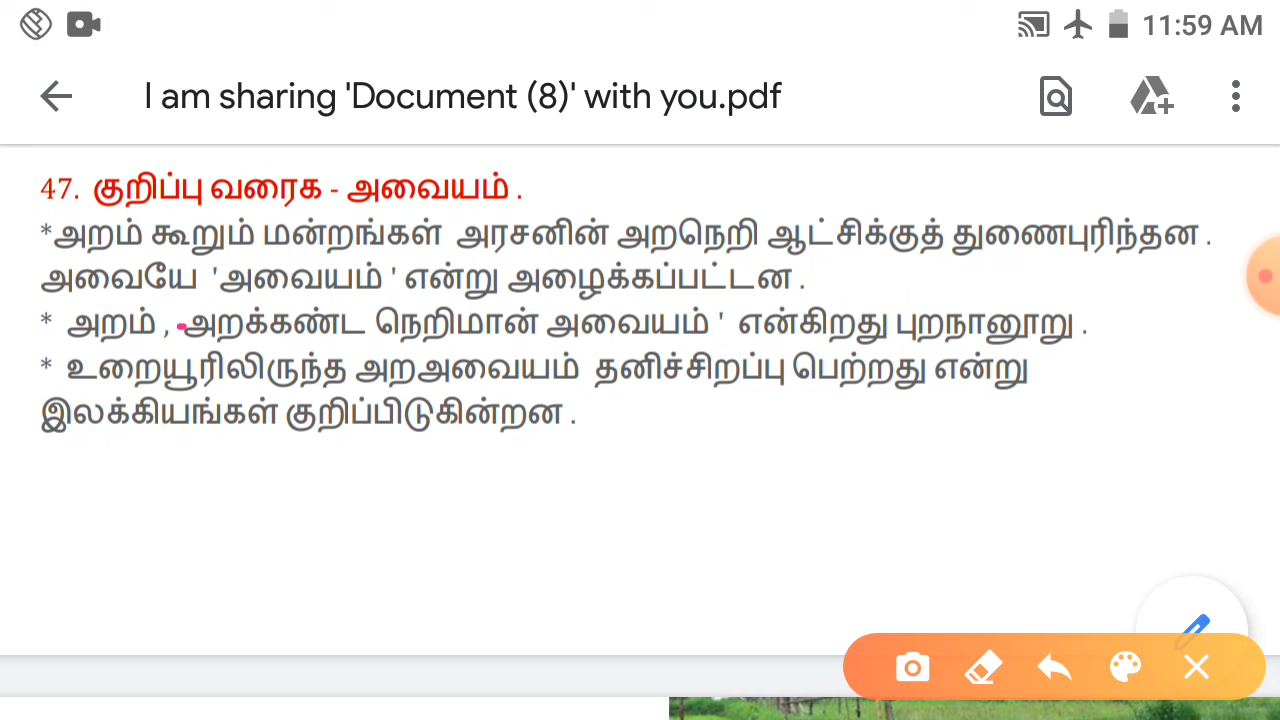 11:59 AM
I am sharing 'Document (8)' with you.pdf
47. குறிப்பு வரைக - அவையம் .
*அறம் கூறும் மன்றங்கள் அரசனின் அறநெறி ஆட்சிக்குத் துணைபுரிந்தன .
அவையே 'அவையம் ' என்று அழைக்கப்பட்டன .
* அறம் , அறக்கண்ட நெறிமான் அவையம் ' என்கிறது புறநானூறு .
* உறையூரிலிருந்த அறஅவையம் தனிச்சிறப்பு பெற்றது என்று
இலக்கியங்கள் குறிப்பிடுகின்றன .